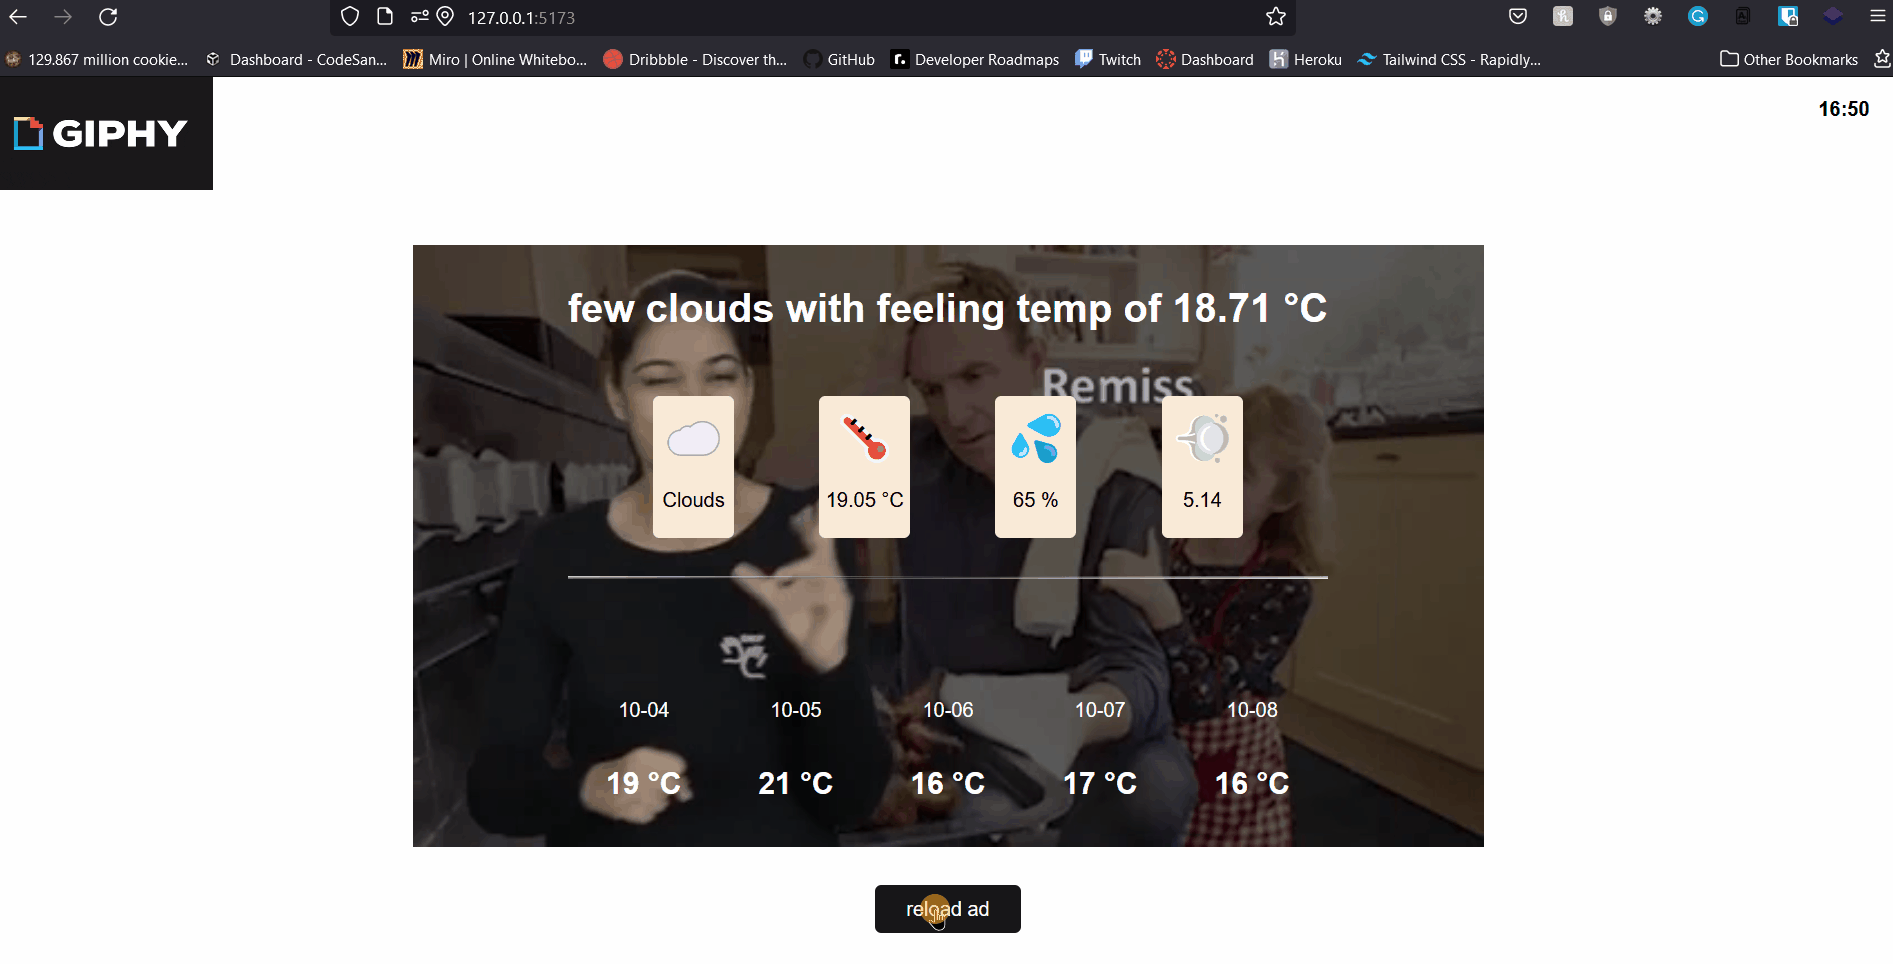 127.0.0.1:5173
129.867 million cookie...
Dashboard - CodeSan...
Miro | Online Whitebo...
Dribbble - Discover th...
GitHub
Developer Roadmaps
Twitch
Dashboard
Heroku
Tailwind CSS - Rapidly...
Other Bookmarks
GIPHY
16:50
few clouds with feeling temp of 18.71 °C
Remiss
Clouds
19.05 °C
65 %
5.14
10-04
10-05
10-06
10-07
10-08
19 °C
21 °C
16 °C
17 °C
16 °C
reload ad